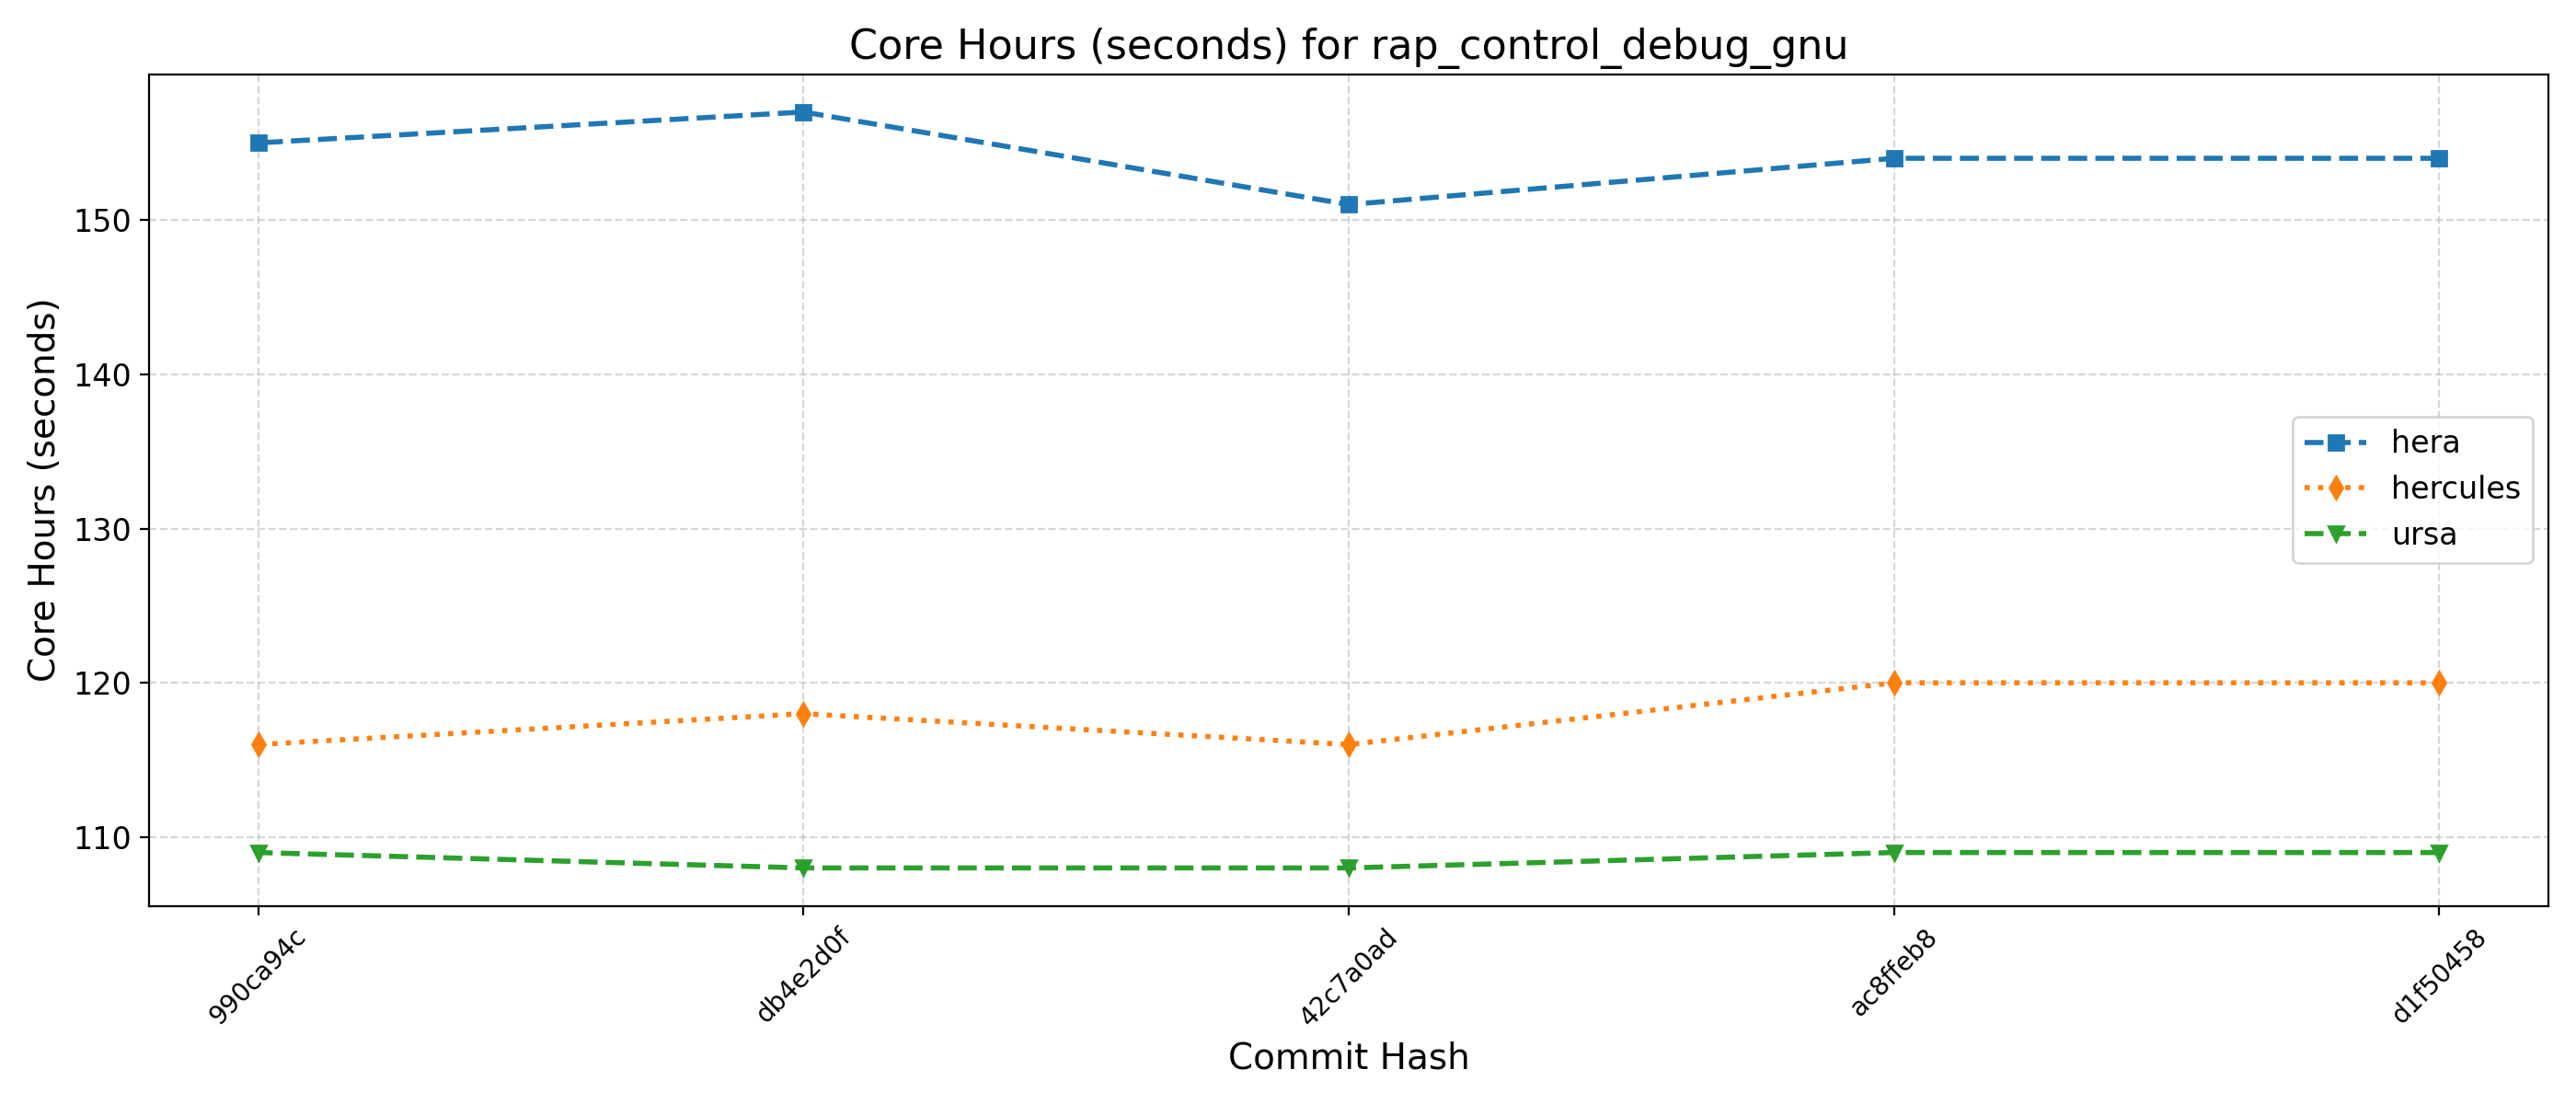 Core Hours (seconds) for rap_control_debug_gnu
Core Hours (seconds)
150
140
130
120
110
hera
hercules
ursa
990ca94c
db4e2d0f
42c7a0ad
ac8ffeb8
d1f50458
Commit Hash